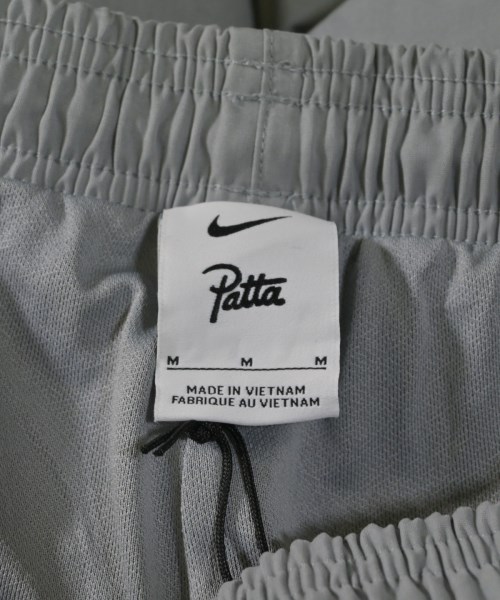 Patta
M M M
MADE IN VIETNAM
FABRIQUE AU VIETNAM